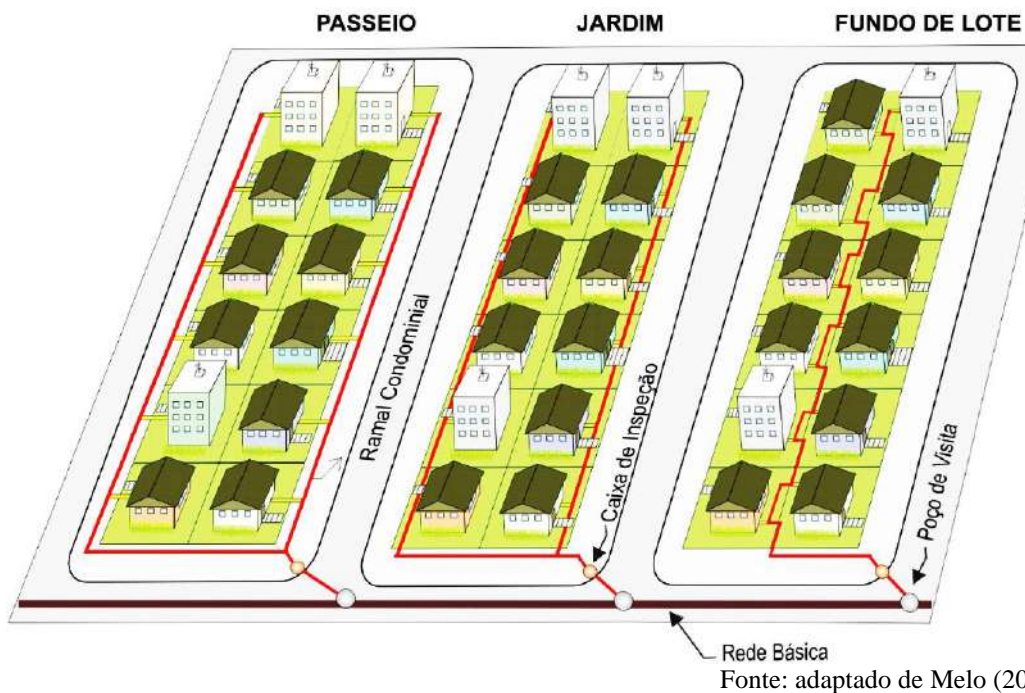 PASSEIO
JARDIM
FUNDO DE LOTE
Ramal Condominial
Caixa de Inspeção
Poço de Visita
Rede Básica
Fonte: adaptado de Melo (20